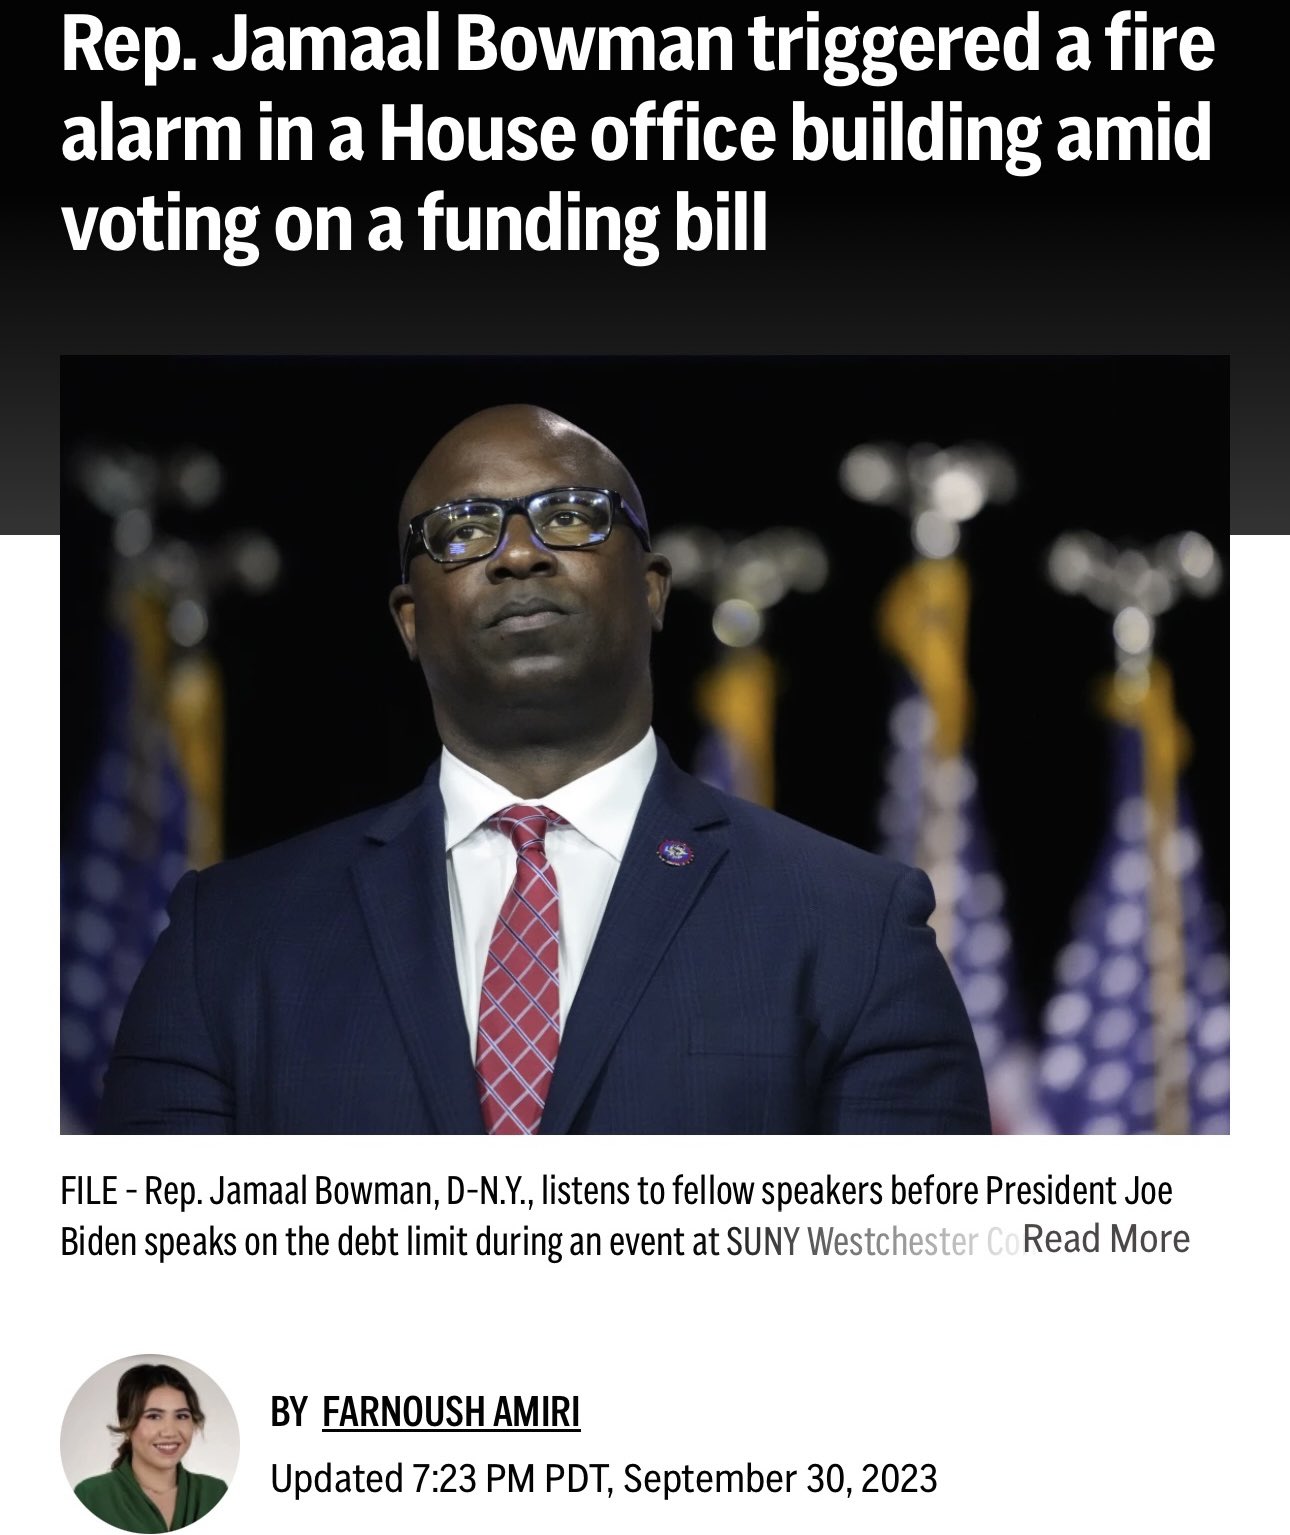 Rep. Jamaal Bowman triggered a fire
alarm in a House office building amid
voting on a funding bill
FILE - Rep. Jamaal Bowman, D-N.Y., listens to fellow speakers before President Joe
Biden speaks on the debt limit during an event at SUNY Westchester Co Read More
BY FARNOUSH AMIRI
Updated 7:23 PM PDT, September 30, 2023